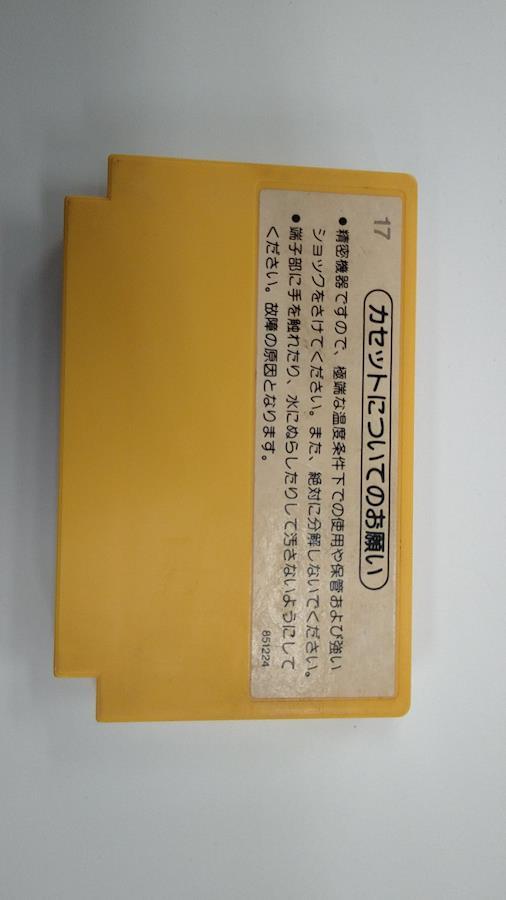 17
カセットについてのお願い
●精密機器ですので、極端な温度条件下での使用や保管および強い
ショックをさけてください。また、絶対に分解しないでください。
●端子部に手を触れたり、水にぬらしたりして汚さないようにして
ください。故障の原因となります。
851224